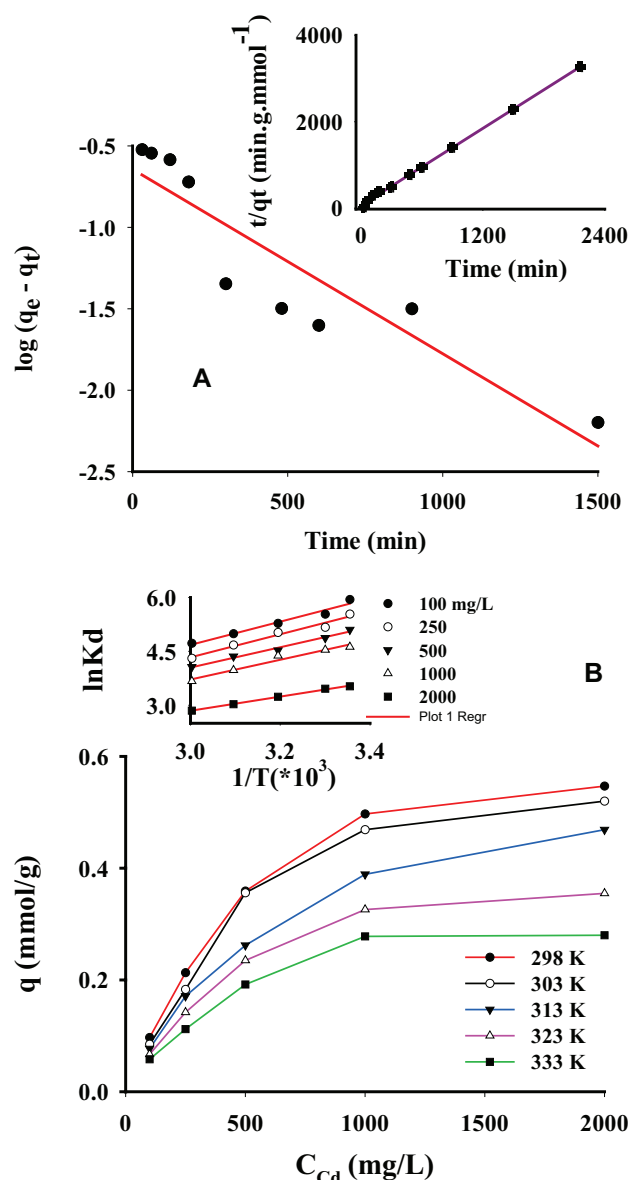 4000
2000
0
t/qt (min.g.mmol-1)
0
1200
2400
Time (min)
-0.5
-1.0
-1.5
-2.0
-2.5
log (qe - qt)
A
0
500
1000
1500
Time (min)
6.0
4.5
3.0
lnKd
100 mg/L
250
500
1000
2000
Plot 1 Regr
B
3.0
3.2
3.4
1/T(*10^3)
0.6
0.4
0.2
0.0
q (mmol/g)
298 K
303 K
313 K
323 K
333 K
0
500
1000
1500
2000
CCd (mg/L)